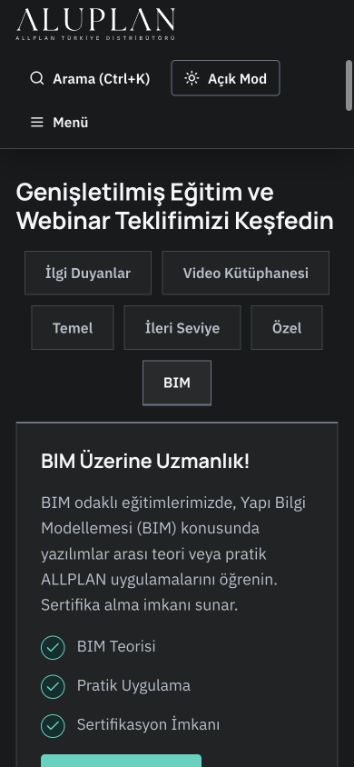 ALUPLAN
ALLPLAN TÜRKİYE DİSTRİBÜTÖRÜ
Arama (Ctrl+K)
Açık Mod
Menü
Genişletilmiş Eğitim ve
Webinar Teklifimizi Keşfedin
İlgi Duyanlar
Video Kütüphanesi
Temel
İleri Seviye
Özel
BIM
BIM Üzerine Uzmanlık!
BIM odaklı eğitimlerimizde, Yapı Bilgi
Modellemesi (BIM) konusunda
yazılımlar arası teori veya pratik
ALLPLAN uygulamalarını öğrenin.
Sertifika alma imkanı sunar.
BIM Teorisi
Pratik Uygulama
Sertifikasyon İmkanı